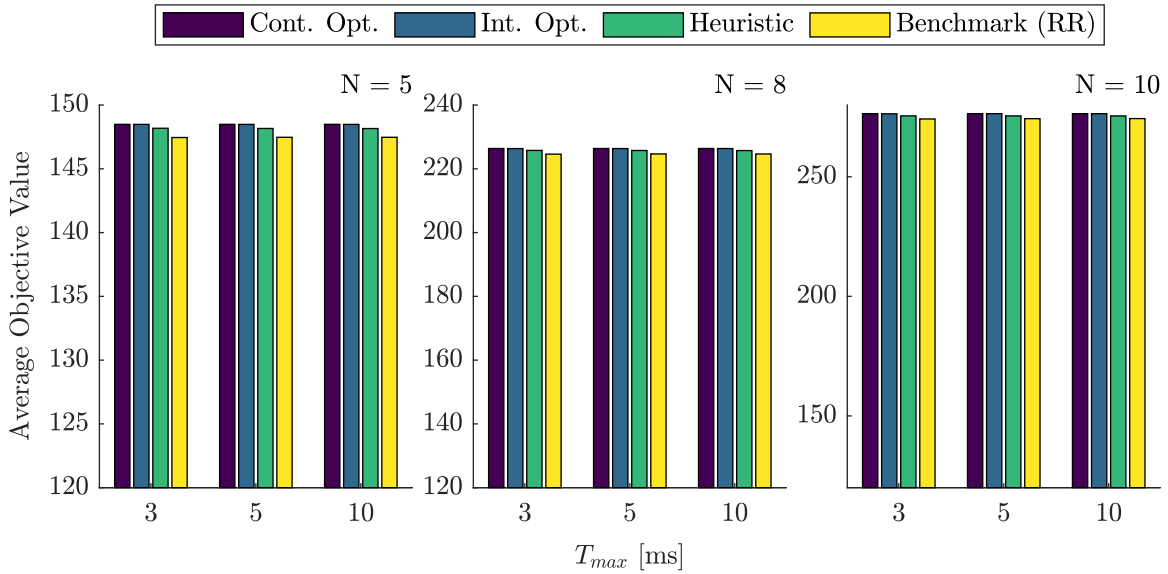 Cont. Opt. Int. Opt. Heuristic Benchmark (RR)
N = 5
N = 8
N = 10
Average Objective Value
150
145
140
135
130
125
120
3 5 10
240
220
200
180
160
140
120
3 5 10
250
200
150
3 5 10
T_max [ms]